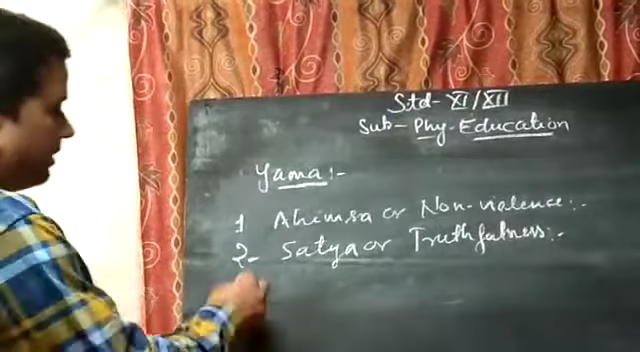 Std- XI/XII
Sub- Phy- Education
Yama:-
1 Ahimsa or Non-violence:-
2- Satya or Truthfulness:-